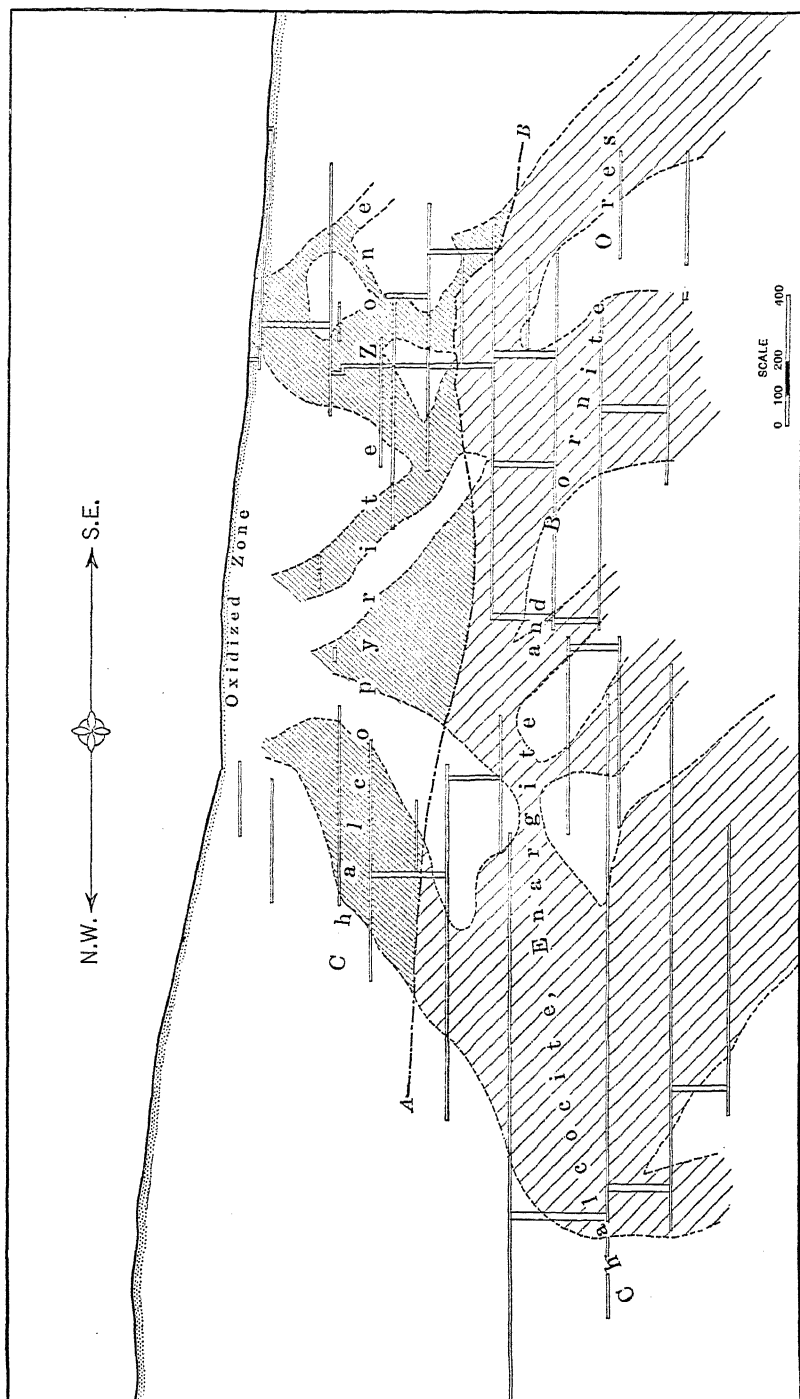 N.W.
S.E.
Oxidized Zone
Chalcopyrite Zone
A
B
Chalcocite, Enargite and Bornite Ores
SCALE
0 100 200 400